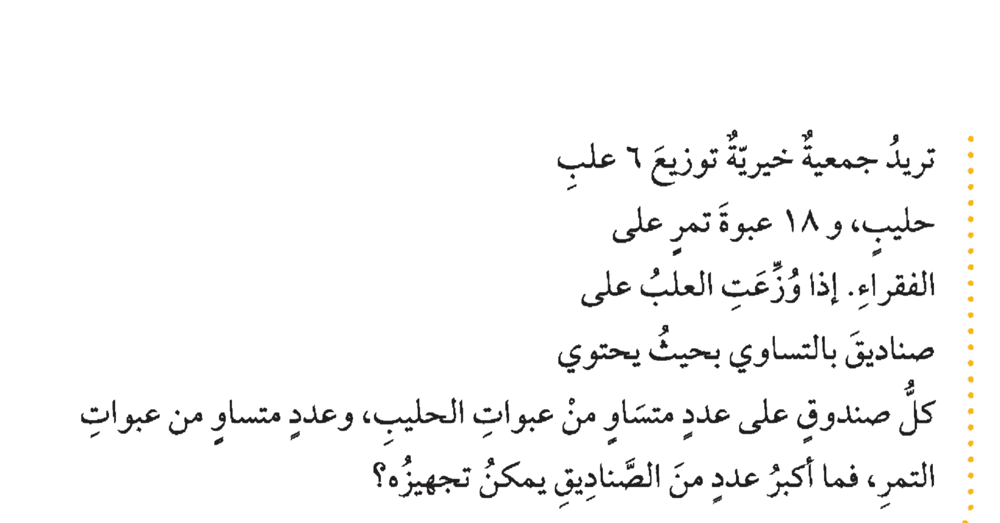 تريدُ جمعيةٌ خيريّةٌ توزيعَ ٦ علبِ
حليبٍ، و ١٨ عبوةَ تمرٍ على
الفقراءِ. إذا وُزِّعَتِ العلبُ على
صناديقَ بالتساوي بحيثُ يحتوي
كلُّ صندوقٍ على عددٍ متسَاوٍ منْ عبواتِ الحليبِ، وعددٍ متساوٍ من عبواتِ
التمرِ، فما أكبرُ عددٍ منَ الصَّنادِيقِ يمكنُ تجهيزُه؟